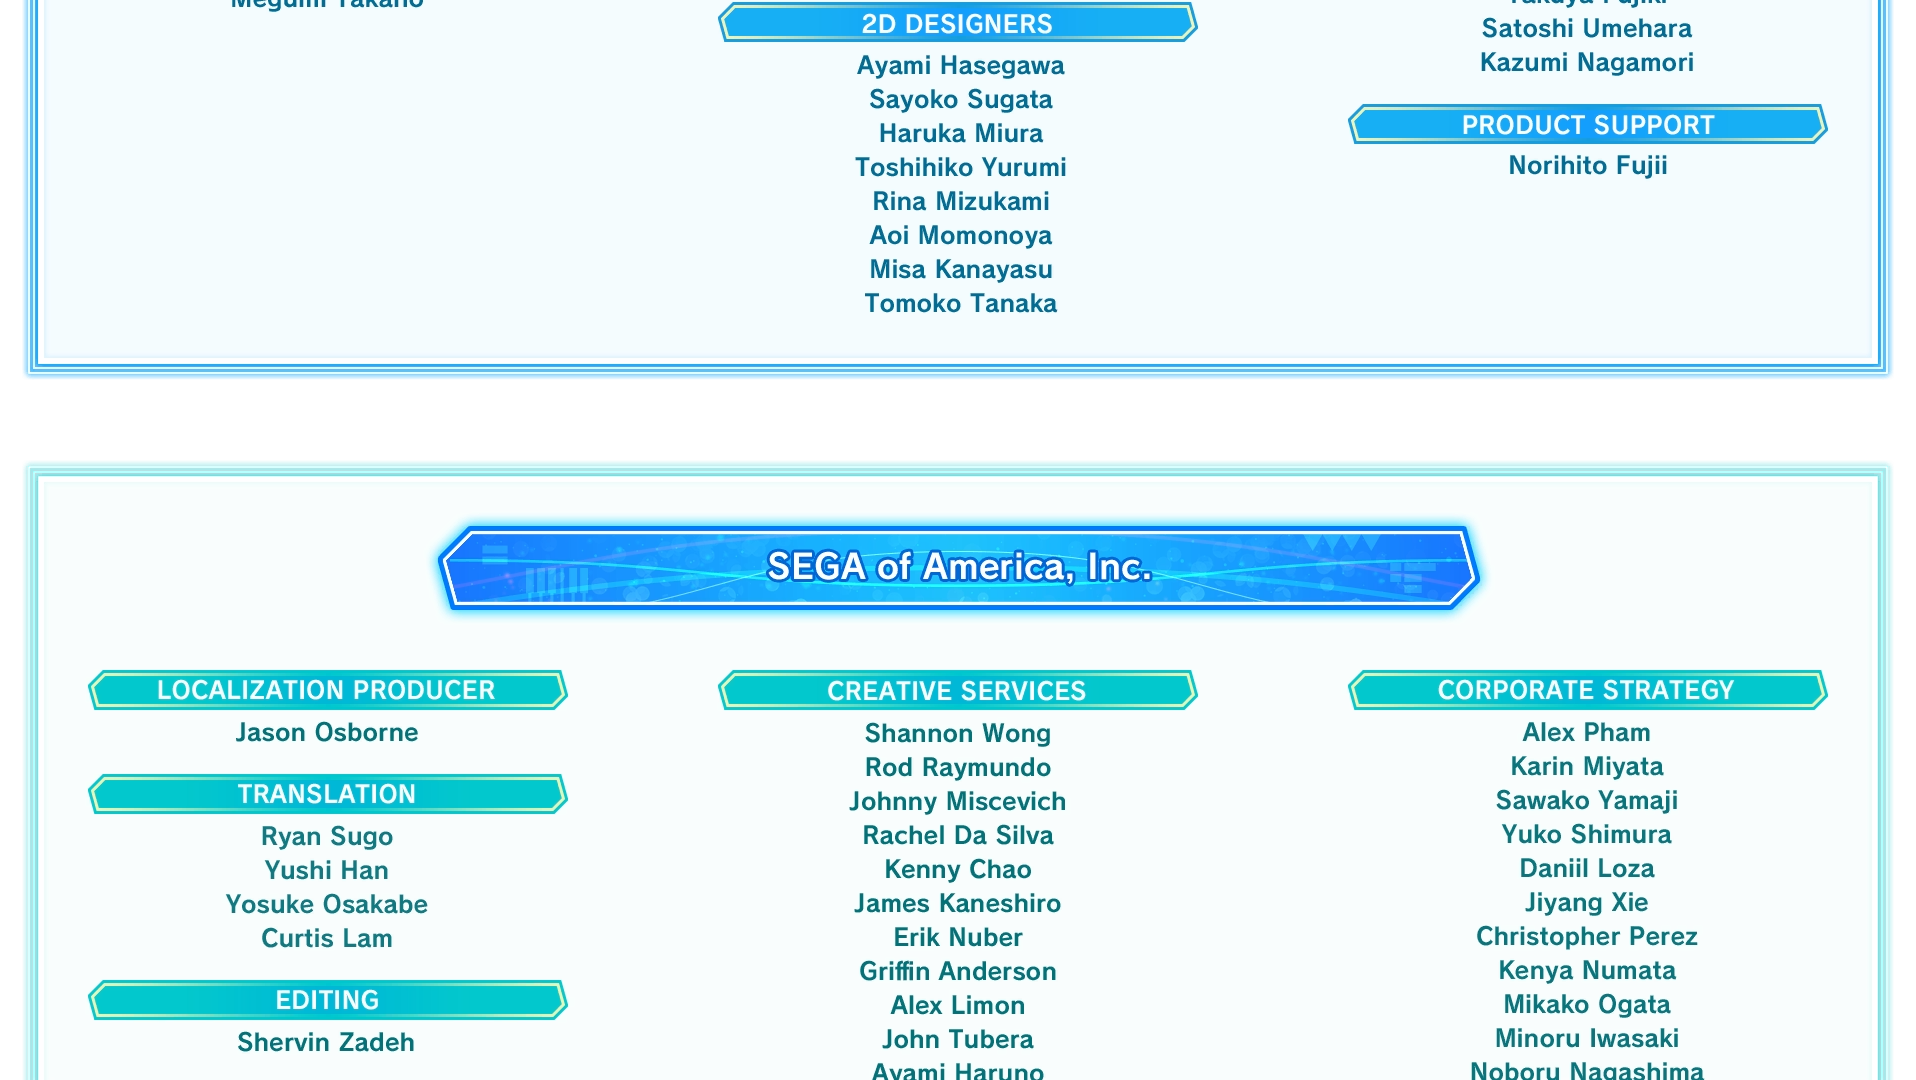 Megumi Takano
2D DESIGNERS
Ayami Hasegawa
Sayoko Sugata
Haruka Miura
Toshihiko Yurumi
Rina Mizukami
Aoi Momonoya
Misa Kanayasu
Tomoko Tanaka
Takuya Fujiki
Satoshi Umehara
Kazumi Nagamori
PRODUCT SUPPORT
Norihito Fujii
SEGA of America, Inc.
LOCALIZATION PRODUCER
Jason Osborne
TRANSLATION
Ryan Sugo
Yushi Han
Yosuke Osakabe
Curtis Lam
EDITING
Shervin Zadeh
CREATIVE SERVICES
Shannon Wong
Rod Raymundo
Johnny Miscevich
Rachel Da Silva
Kenny Chao
James Kaneshiro
Erik Nuber
Griffin Anderson
Alex Limon
John Tubera
Ayami Haruno
CORPORATE STRATEGY
Alex Pham
Karin Miyata
Sawako Yamaji
Yuko Shimura
Daniil Loza
Jiyang Xie
Christopher Perez
Kenya Numata
Mikako Ogata
Minoru Iwasaki
Noboru Nagashima